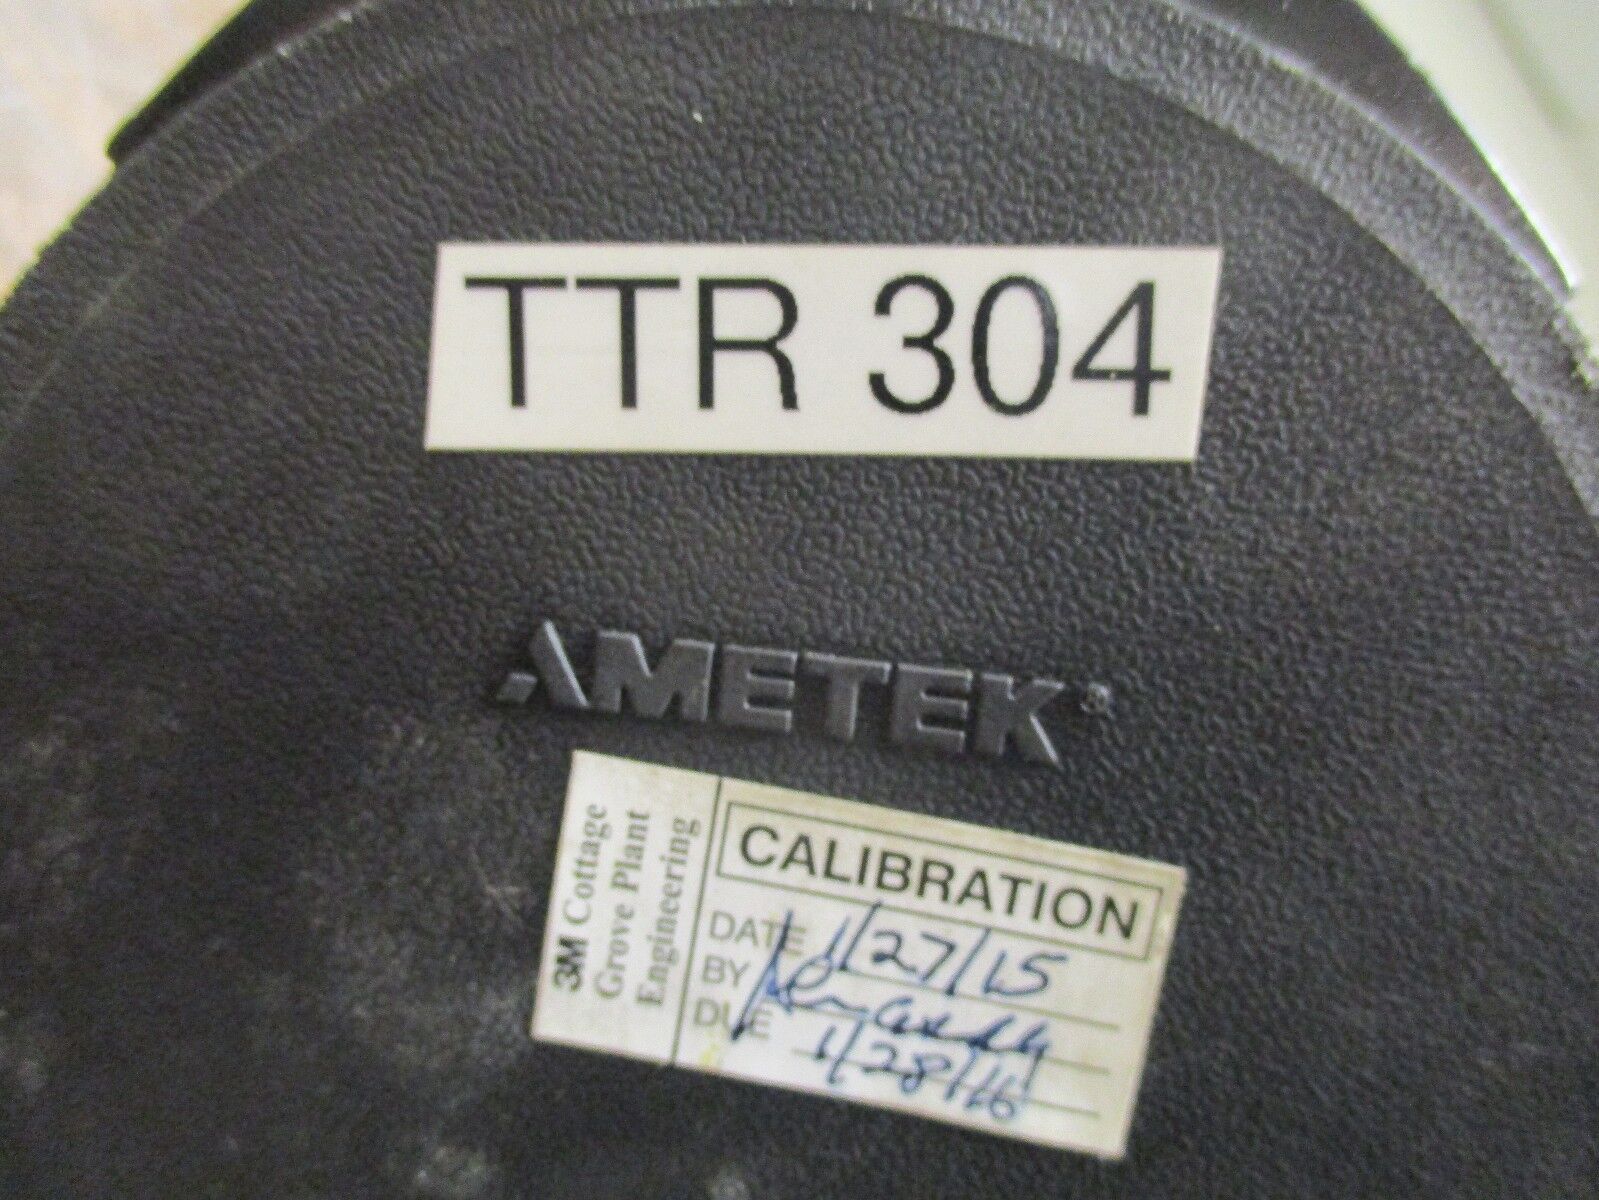 TTR 304
AMETEK®
3M Cottage
Grove Plant
Engineering
CALIBRATION
DATE 1/27/15
BY
DUE 1/28/16